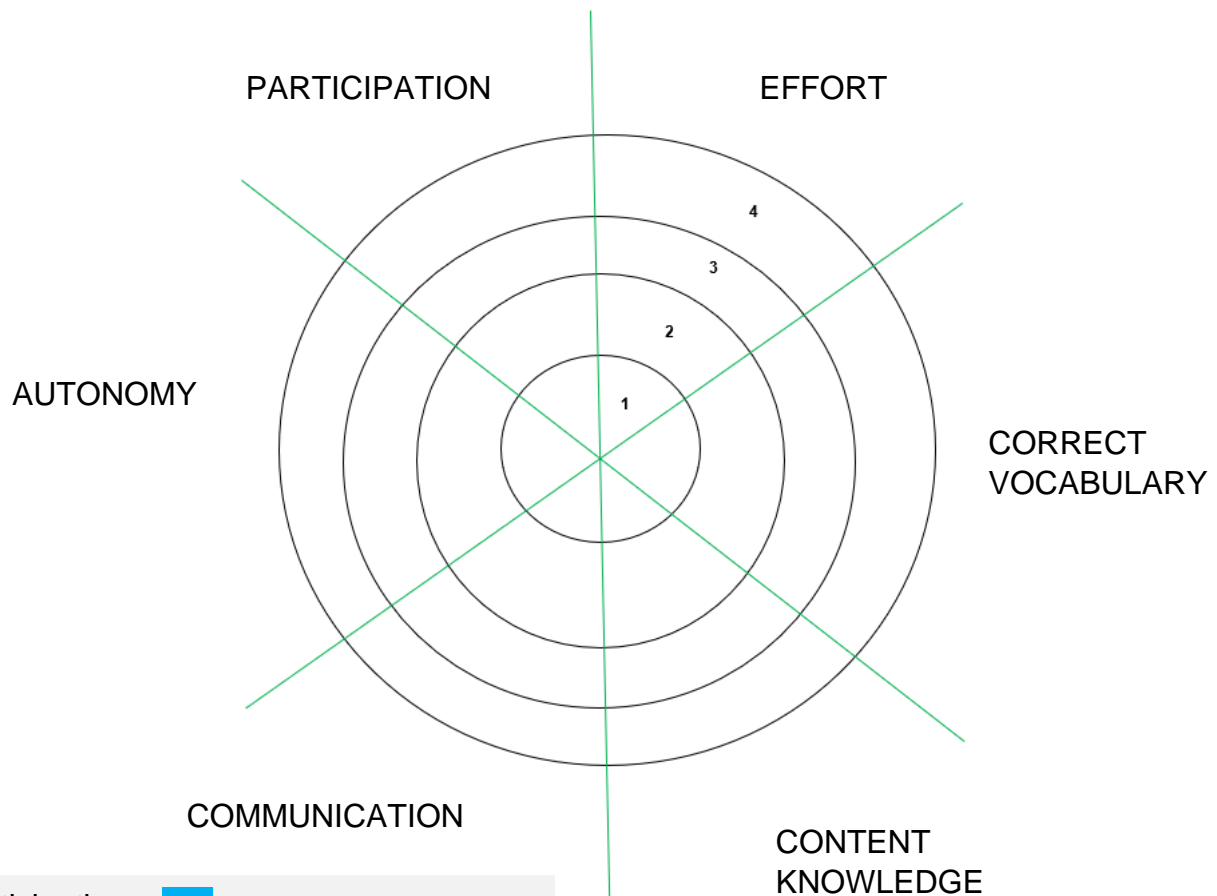 PARTICIPATION
EFFORT
4
3
2
1
AUTONOMY
CORRECT
VOCABULARY
COMMUNICATION
CONTENT
KNOWLEDGE